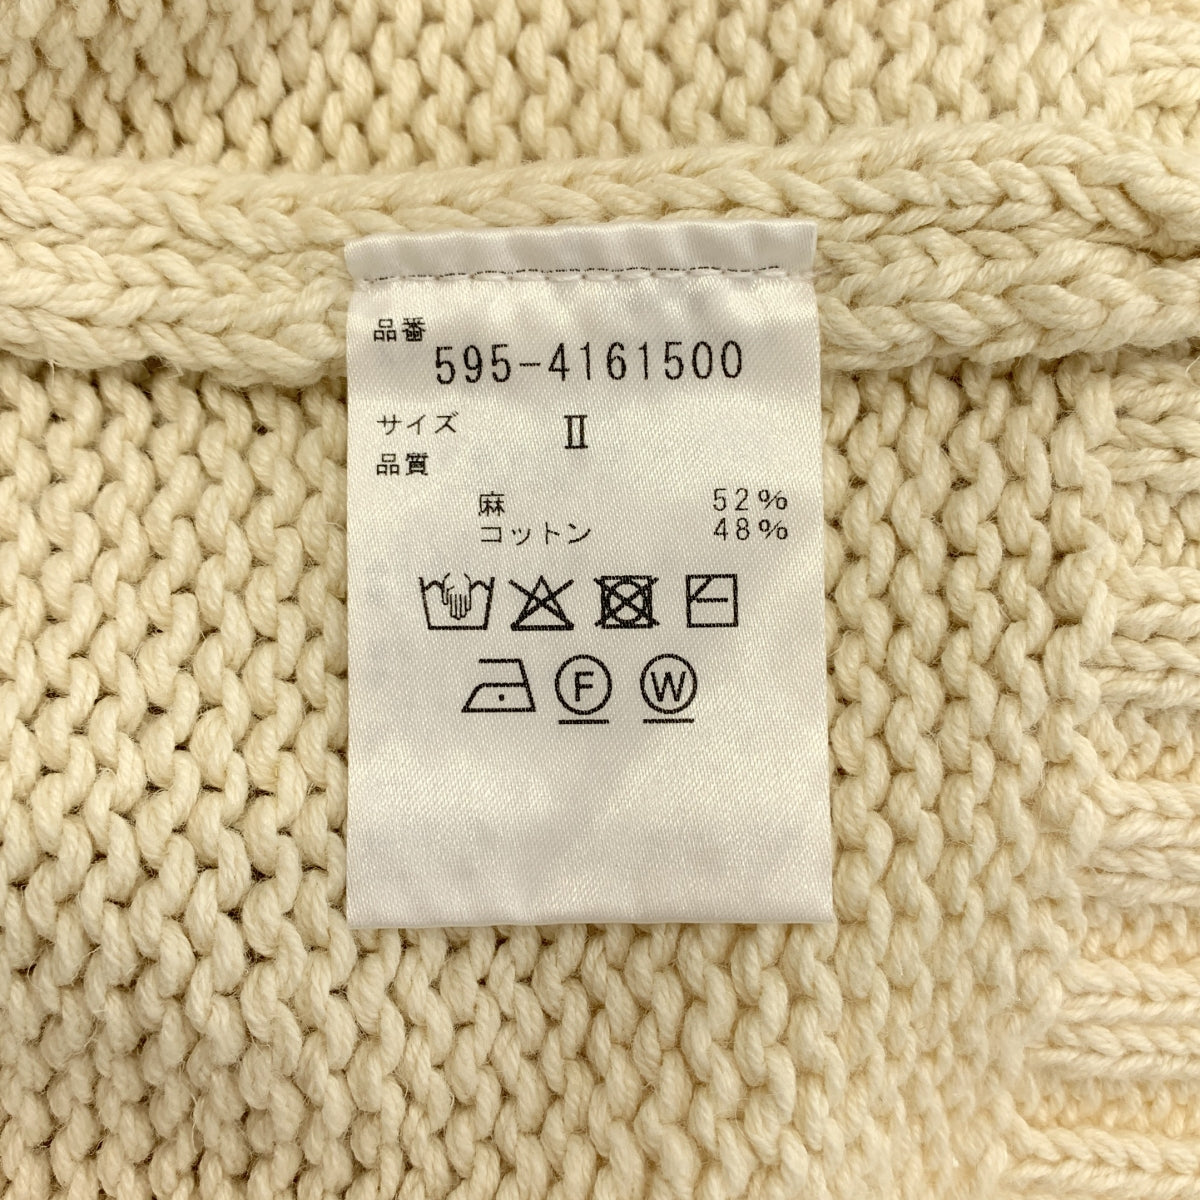 品番
595-4161500
サイズ Ⅱ
品質
麻 52%
コットン 48%
F W